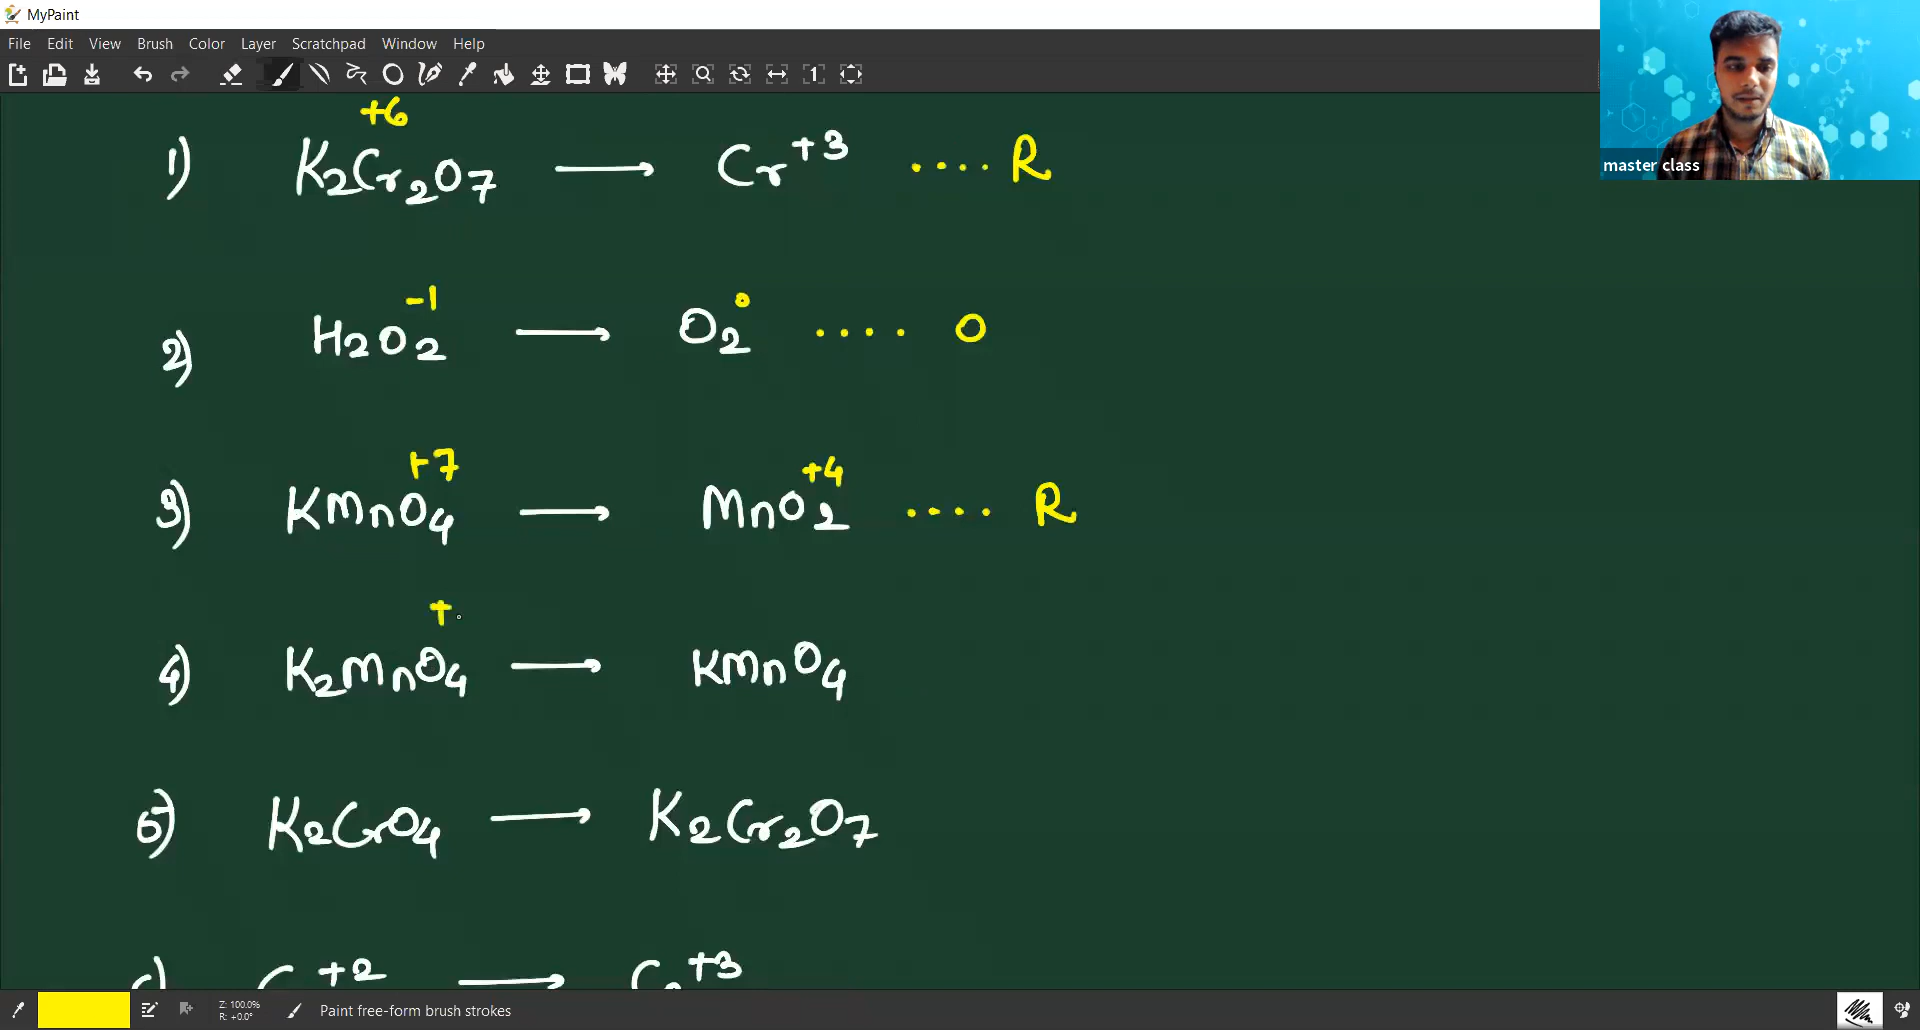 MyPaint
File Edit View Brush Color Layer Scratchpad Window Help
master class
+6
1) K2Cr2O7 → Cr+3 .... R
-1 0
2) H2O2 → O2 .... O
+7 +4
3) KMnO4 → MnO2 .... R
+
4) K2MnO4 → KMnO4
5) K2CrO4 → K2Cr2O7
+2 → +3
Z: 100.0%
R: +0.0°
Paint free-form brush strokes